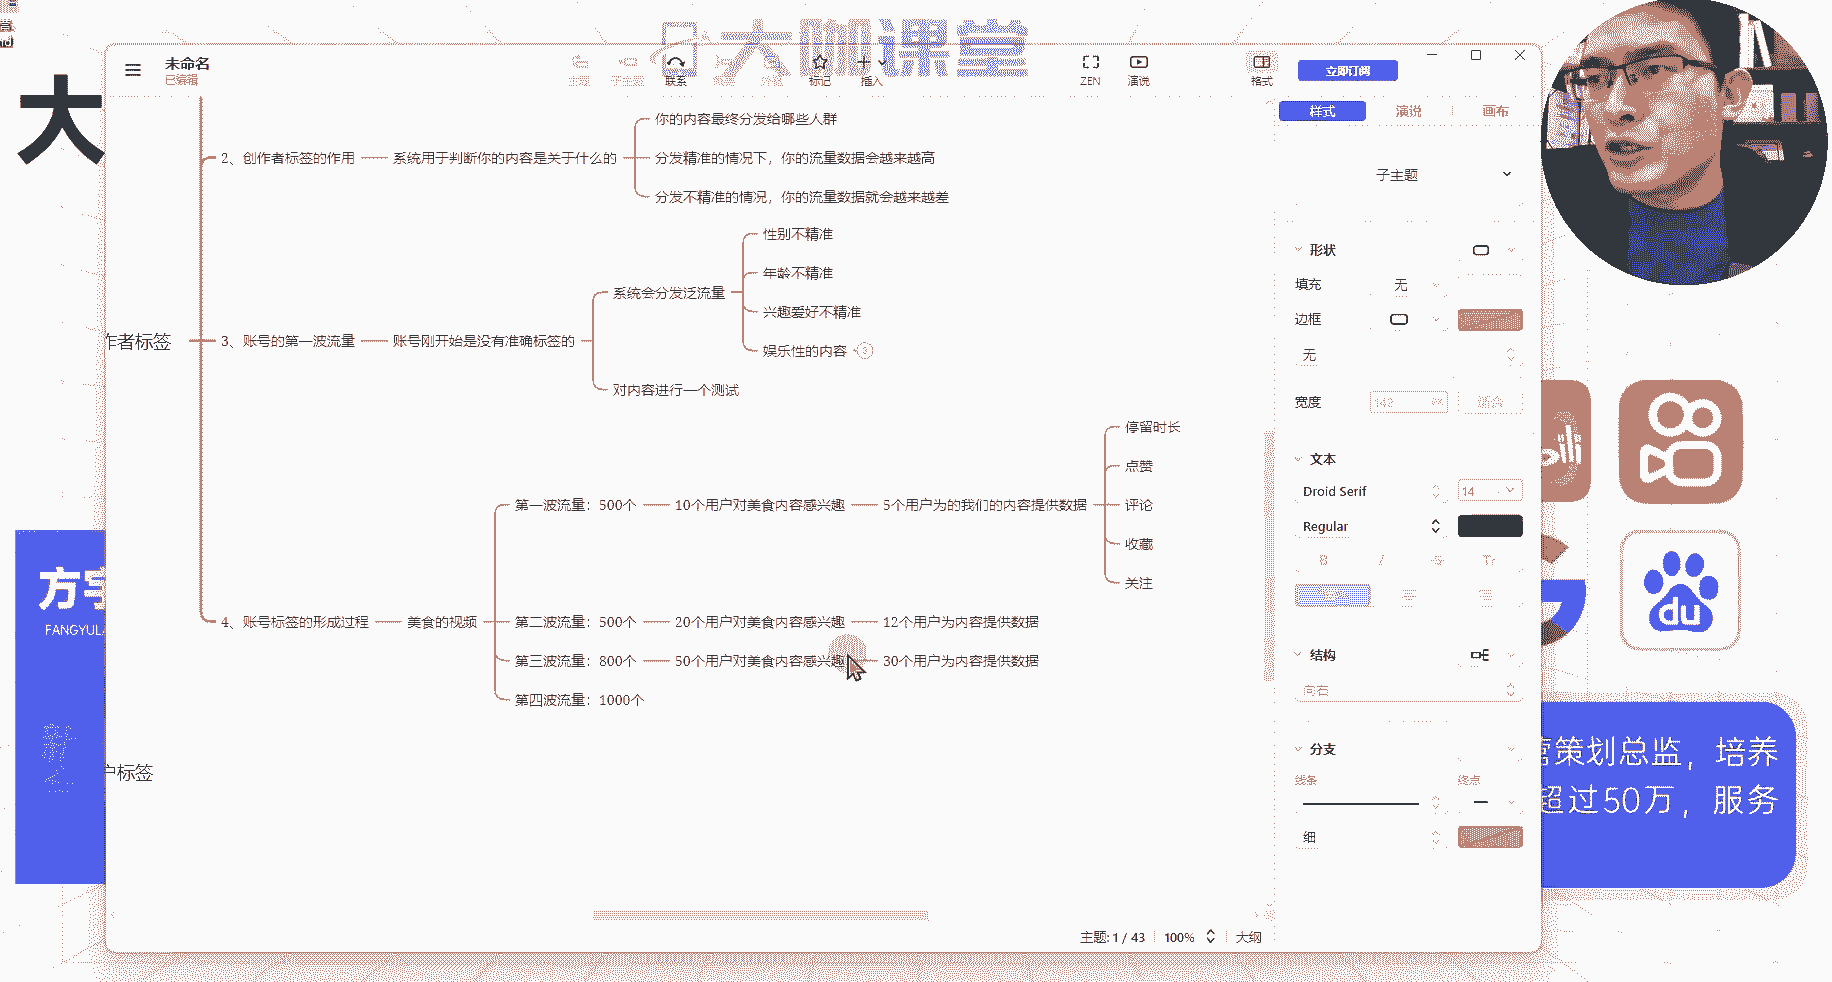 大咖课堂
大
未命名
已编辑
主题
子主题
联系
标记
插入
ZEN
演说
格式
立即订阅
样式
演说
画布
你的内容最终分发给哪些人群
2、创作者标签的作用
系统用于判断你的内容是关于什么的
分发精准的情况下，你的流量数据会越来越高
分发不精准的情况，你的流量数据就会越来越差
性别不精准
年龄不精准
系统会分发泛流量
兴趣爱好不精准
作者标签
3、账号的第一波流量
账号刚开始是没有准确标签的
娱乐性的内容
3
对内容进行一个测试
停留时长
点赞
第一波流量：500个
10个用户对美食内容感兴趣
5个用户为的我们的内容提供数据
评论
收藏
关注
4、账号标签的形成过程
美食的视频
第二波流量：500个
20个用户对美食内容感兴趣
12个用户为内容提供数据
第三波流量：800个
50个用户对美食内容感兴趣
30个用户为内容提供数据
第四波流量：1000个
户标签
子主题
形状
填充
无
边框
无
宽度
142
PX
适合
文本
Droid Serif
14
Regular
B
I
S
Tr
结构
向右
分支
线条
终点
细
主题: 1 / 43
100%
大纲
方宇
FANGYUL
du
营策划总监，培养
超过50万，服务